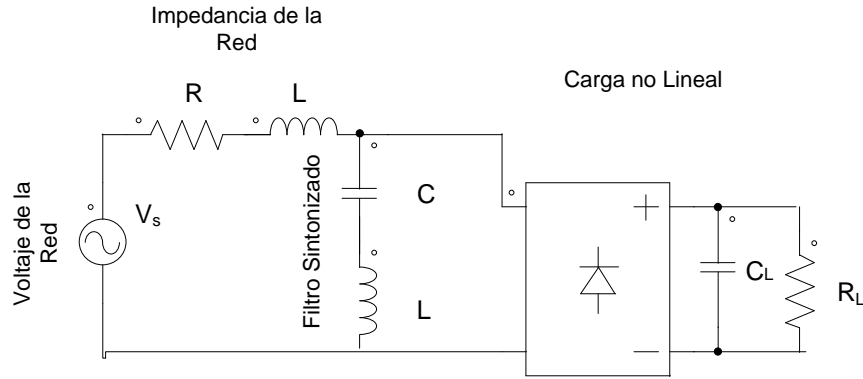 Impedancia de la
Red
Carga no Lineal
R
L
Voltaje de la
Red
Vs
Filtro Sintonizado
C
L
+
−
CL
RL